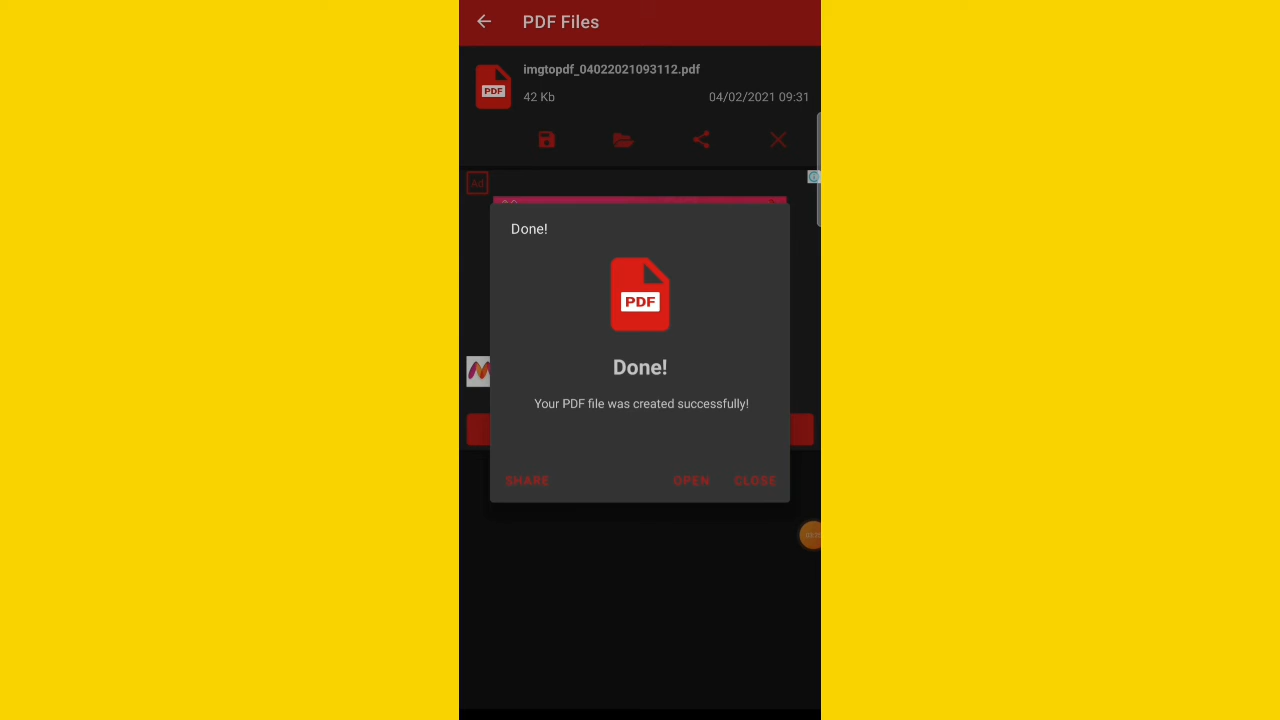 PDF Files
imgtopdf_04022021093112.pdf
PDF
42 Kb
04/02/2021 09:31
Ad
Done!
PDF
Done!
Your PDF file was created successfully!
SHARE
OPEN
CLOSE